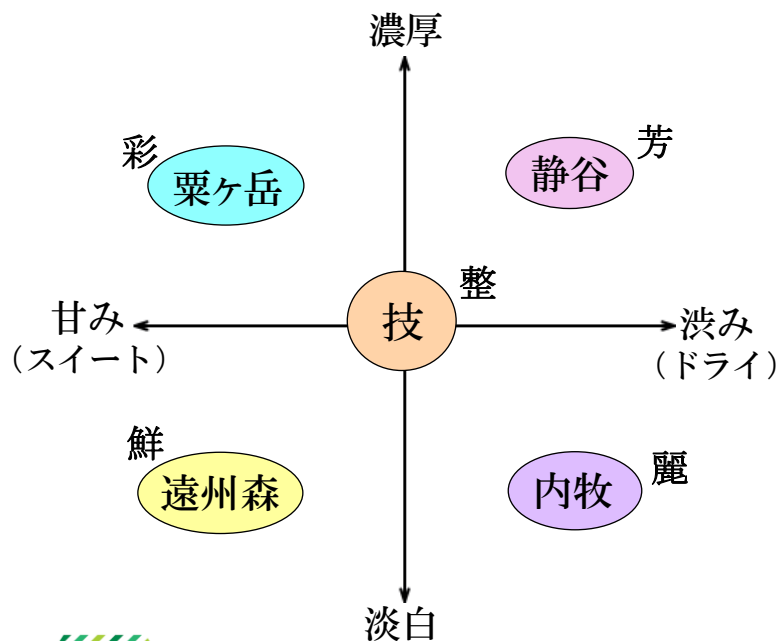 濃厚
彩
粟ヶ岳
芳
静谷
整
技
甘み
(スイート)
渋み
(ドライ)
鮮
遠州森
麗
内牧
淡白